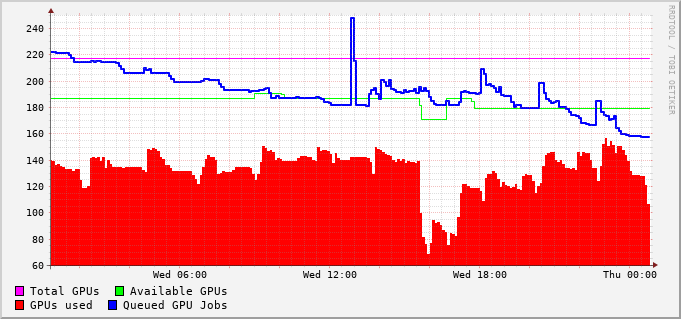 240
220
200
180
160
140
120
100
80
60
Wed 06:00 Wed 12:00 Wed 18:00 Thu 00:00
Total GPUs Available GPUs
GPUs used Queued GPU Jobs
RRDTOOL / TOBI OETIKER